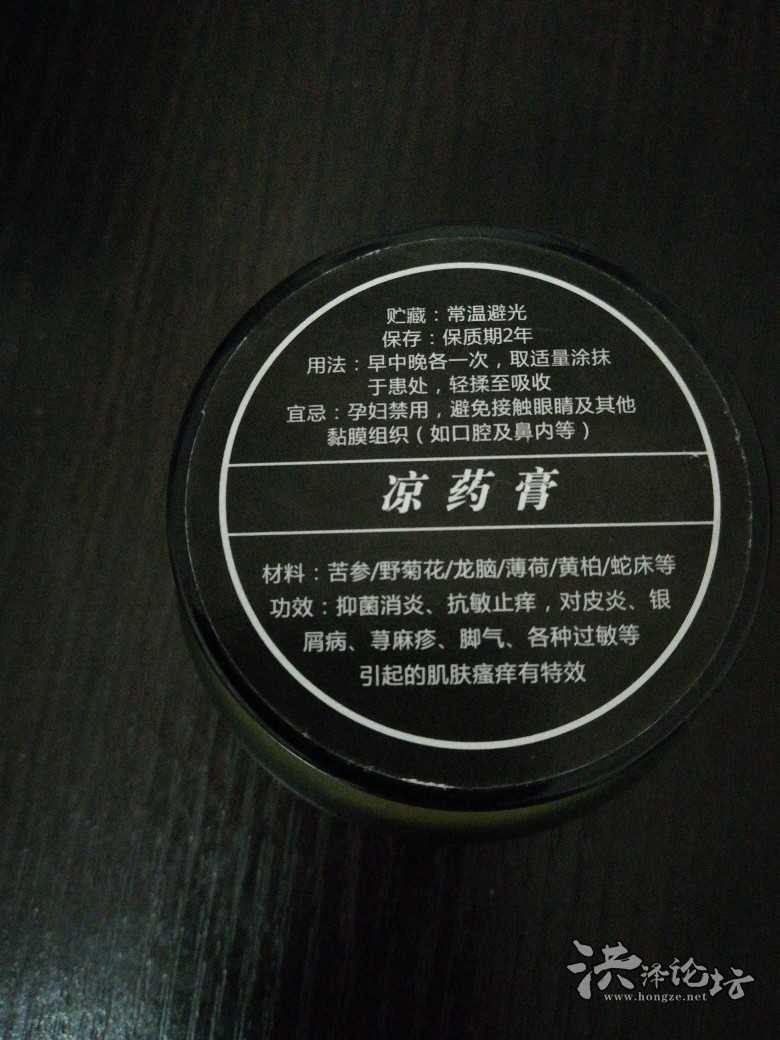 贮藏：常温避光
保存：保质期2年
用法：早中晚各一次，取适量涂抹
于患处，轻揉至吸收
宜忌：孕妇禁用，避免接触眼睛及其他
黏膜组织（如口腔及鼻内等）
凉药膏
材料：苦参/野菊花/龙脑/薄荷/黄柏/蛇床等
功效：抑菌消炎、抗敏止痒，对皮炎、银
屑病、荨麻疹、脚气、各种过敏等
引起的肌肤瘙痒有特效
洪泽论坛
www.hongze.net